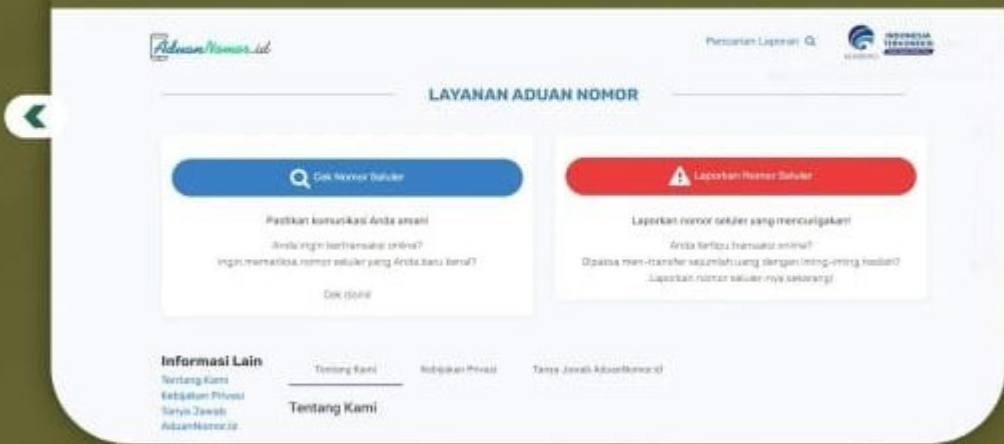 AduanNomor.id
Pencarian Laporan
KOMINFO
INDONESIA
TERKONEKSI
LAYANAN ADUAN NOMOR
Cek Nomor Seluler
Pastikan komunikasi Anda aman!
Anda ingin bertransaksi online?
Ingin memeriksa nomor seluler yang Anda baru kenal?
Cek disini!
Laporkan Nomor Seluler
Laporkan nomor seluler yang mencurigakan!
Anda tertipu transaksi online?
Dipaksa men-transfer sejumlah uang dengan iming-iming hadiah?
Laporkan nomor seluler-nya sekarang!
Informasi Lain
Tentang Kami
Kebijakan Privasi
Tanya Jawab
AduanNomor.id
Tentang Kami Kebijakan Privasi Tanya Jawab AduanNomor.id
Tentang Kami